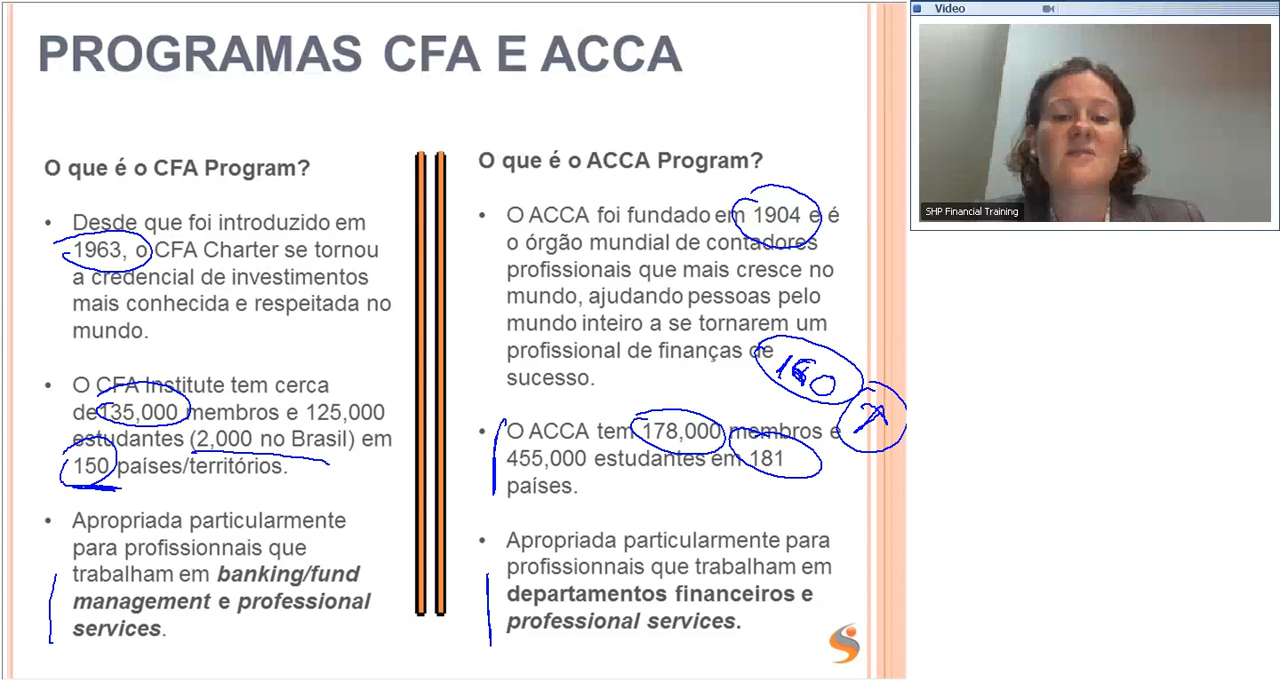 PROGRAMAS CFA E ACCA
O que é o CFA Program?
• Desde que foi introduzido em
1963, o CFA Charter se tornou
a credencial de investimentos
mais conhecida e respeitada no
mundo.
• O CFA Institute tem cerca
de135,000 membros e 125,000
estudantes (2,000 no Brasil) em
150 países/territórios.
• Apropriada particularmente
para profissionnais que
trabalham em banking/fund
management e professional
services.
O que é o ACCA Program?
• O ACCA foi fundado em 1904 e é
o órgão mundial de contadores
profissionais que mais cresce no
mundo, ajudando pessoas pelo
mundo inteiro a se tornarem um
profissional de finanças de
sucesso.
• O ACCA tem 178,000 membros e
455,000 estudantes em 181
países.
• Apropriada particularmente para
profissionnais que trabalham em
departamentos financeiros e
professional services.
Video
SHP Financial Training